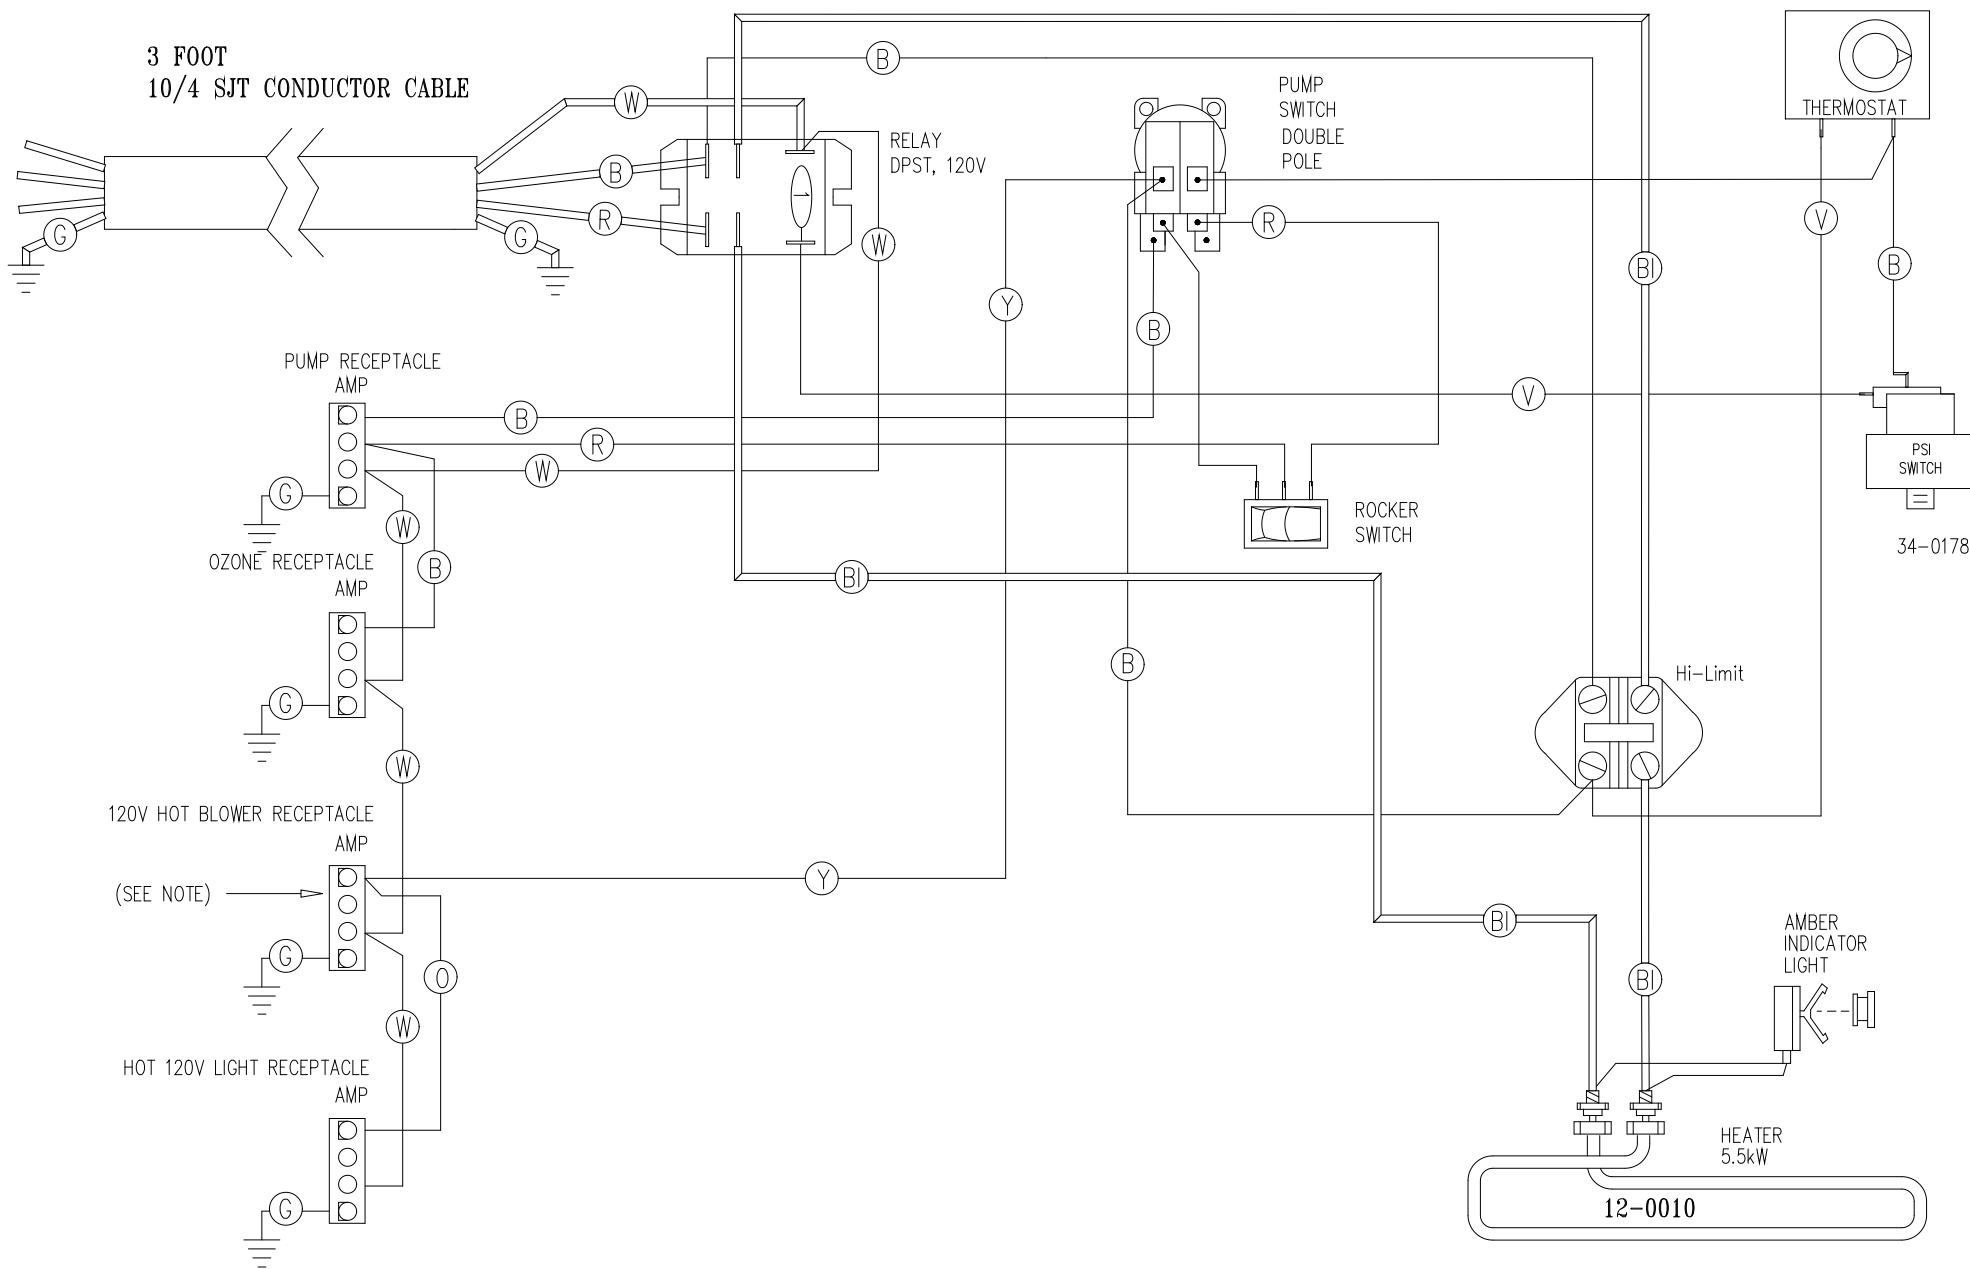 3 FOOT
10/4 SJT CONDUCTOR CABLE
W
B
R
G
G
RELAY
DPST, 120V
1
W
B
PUMP
SWITCH
DOUBLE
POLE
R
Y
B
THERMOSTAT
V
B
BI
V
PSI
SWITCH
34-0178
PUMP RECEPTACLE
AMP
B
R
W
G
W
B
ROCKER
SWITCH
OZONE RECEPTACLE
AMP
G
W
BI
B
Hi-Limit
120V HOT BLOWER RECEPTACLE
AMP
(SEE NOTE)
Y
G
O
W
BI
BI
AMBER
INDICATOR
LIGHT
HOT 120V LIGHT RECEPTACLE
AMP
G
HEATER
5.5kW
12-0010